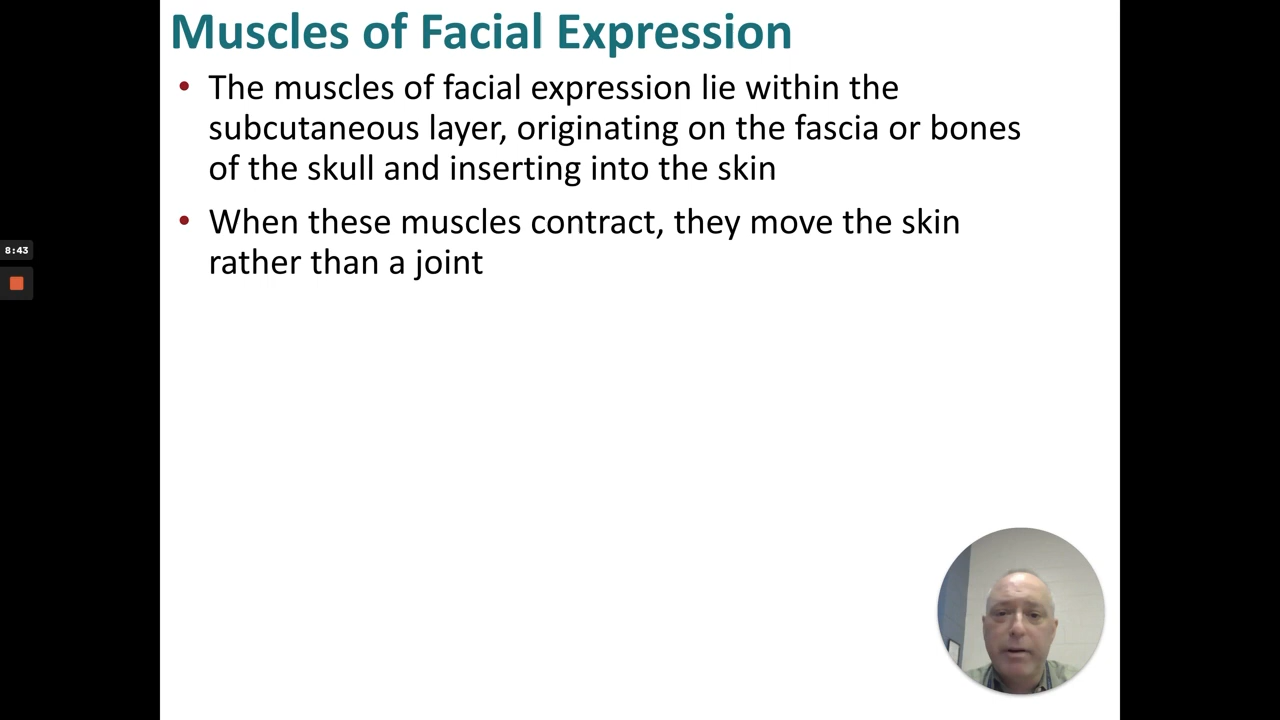 Muscles of Facial Expression
• The muscles of facial expression lie within the
subcutaneous layer, originating on the fascia or bones
of the skull and inserting into the skin
• When these muscles contract, they move the skin
rather than a joint
8:43